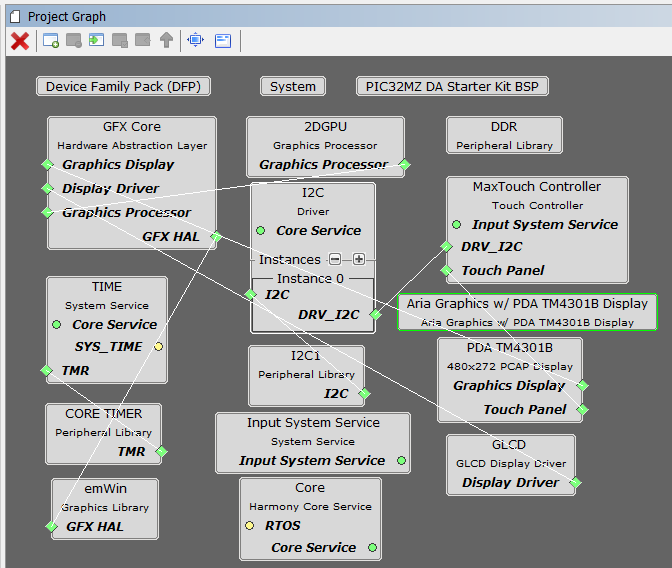 Project Graph
Device Family Pack (DFP)
System
PIC32MZ DA Starter Kit BSP
GFX Core
Hardware Abstraction Layer
Graphics Display
Display Driver
Graphics Processor
GFX HAL
2DGPU
Graphics Processor
Graphics Processor
DDR
Peripheral Library
I2C
Driver
Core Service
Instances
Instance 0
I2C
DRV_I2C
MaxTouch Controller
Touch Controller
Input System Service
DRV_I2C
Touch Panel
TIME
System Service
Core Service
SYS_TIME
TMR
Aria Graphics w/ PDA TM4301B Display
Aria Graphics w/ PDA TM4301B Display
I2C1
Peripheral Library
I2C
PDA TM4301B
480x272 PCAP Display
Graphics Display
Touch Panel
CORE TIMER
Peripheral Library
TMR
Input System Service
System Service
Input System Service
GLCD
GLCD Display Driver
Display Driver
emWin
Graphics Library
GFX HAL
Core
Harmony Core Service
RTOS
Core Service